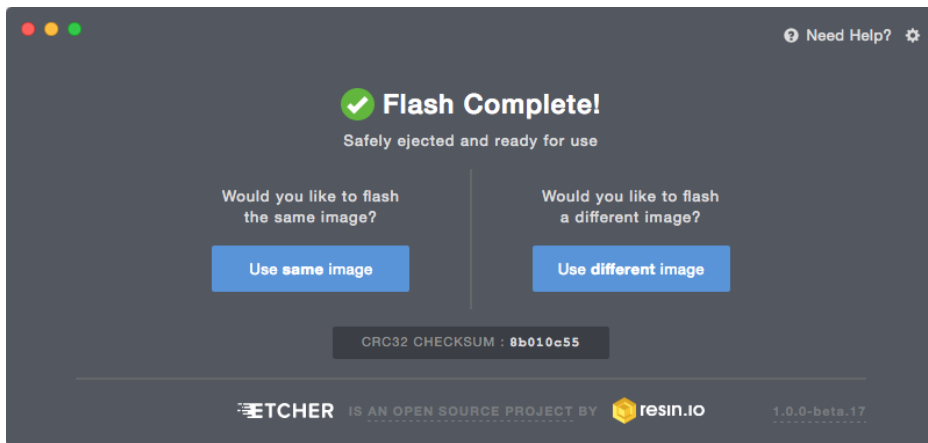 Need Help?
Flash Complete!
Safely ejected and ready for use
Would you like to flash
the same image?
Use same image
Would you like to flash
a different image?
Use different image
CRC32 CHECKSUM : 8b010c55
ETCHER IS AN OPEN SOURCE PROJECT BY resin.io 1.0.0-beta.17